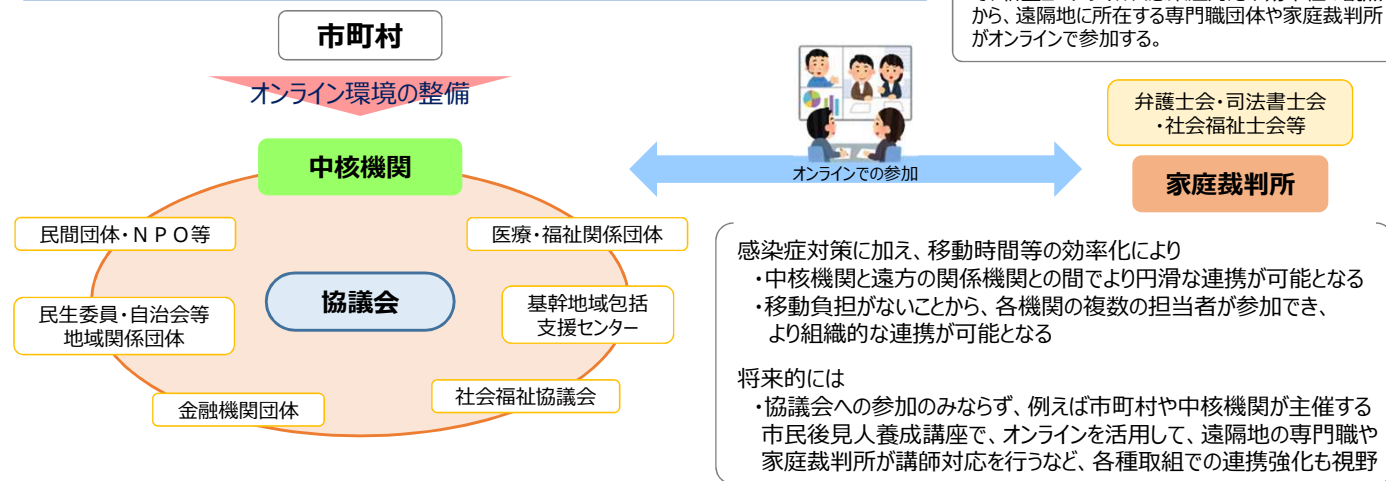 から、遠隔地に所在する専門職団体や家庭裁判所
がオンラインで参加する。
市町村
オンライン環境の整備
中核機関
オンラインでの参加
弁護士会・司法書士会
・社会福祉士会等
家庭裁判所
民間団体・ＮＰＯ等
医療・福祉関係団体
協議会
民生委員・自治会等
地域関係団体
基幹地域包括
支援センター
金融機関団体
社会福祉協議会
感染症対策に加え、移動時間等の効率化により
・中核機関と遠方の関係機関との間でより円滑な連携が可能となる
・移動負担がないことから、各機関の複数の担当者が参加でき、
より組織的な連携が可能となる
将来的には
・協議会への参加のみならず、例えば市町村や中核機関が主催する
市民後見人養成講座で、オンラインを活用して、遠隔地の専門職や
家庭裁判所が講師対応を行うなど、各種取組での連携強化も視野